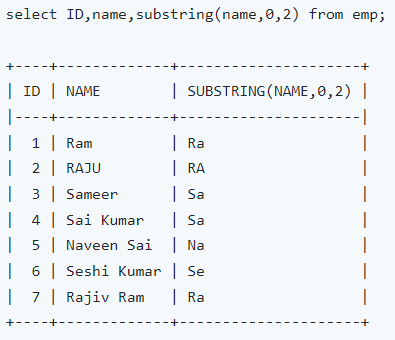 select ID,name,substring(name,0,2) from emp;
+----+-------------+---------------------+
| ID | NAME        | SUBSTRING(NAME,0,2) |
|----+-------------+---------------------|
|  1 | Ram         | Ra                  |
|  2 | RAJU        | RA                  |
|  3 | Sameer      | Sa                  |
|  4 | Sai Kumar   | Sa                  |
|  5 | Naveen Sai  | Na                  |
|  6 | Seshi Kumar | Se                  |
|  7 | Rajiv Ram   | Ra                  |
+----+-------------+---------------------+